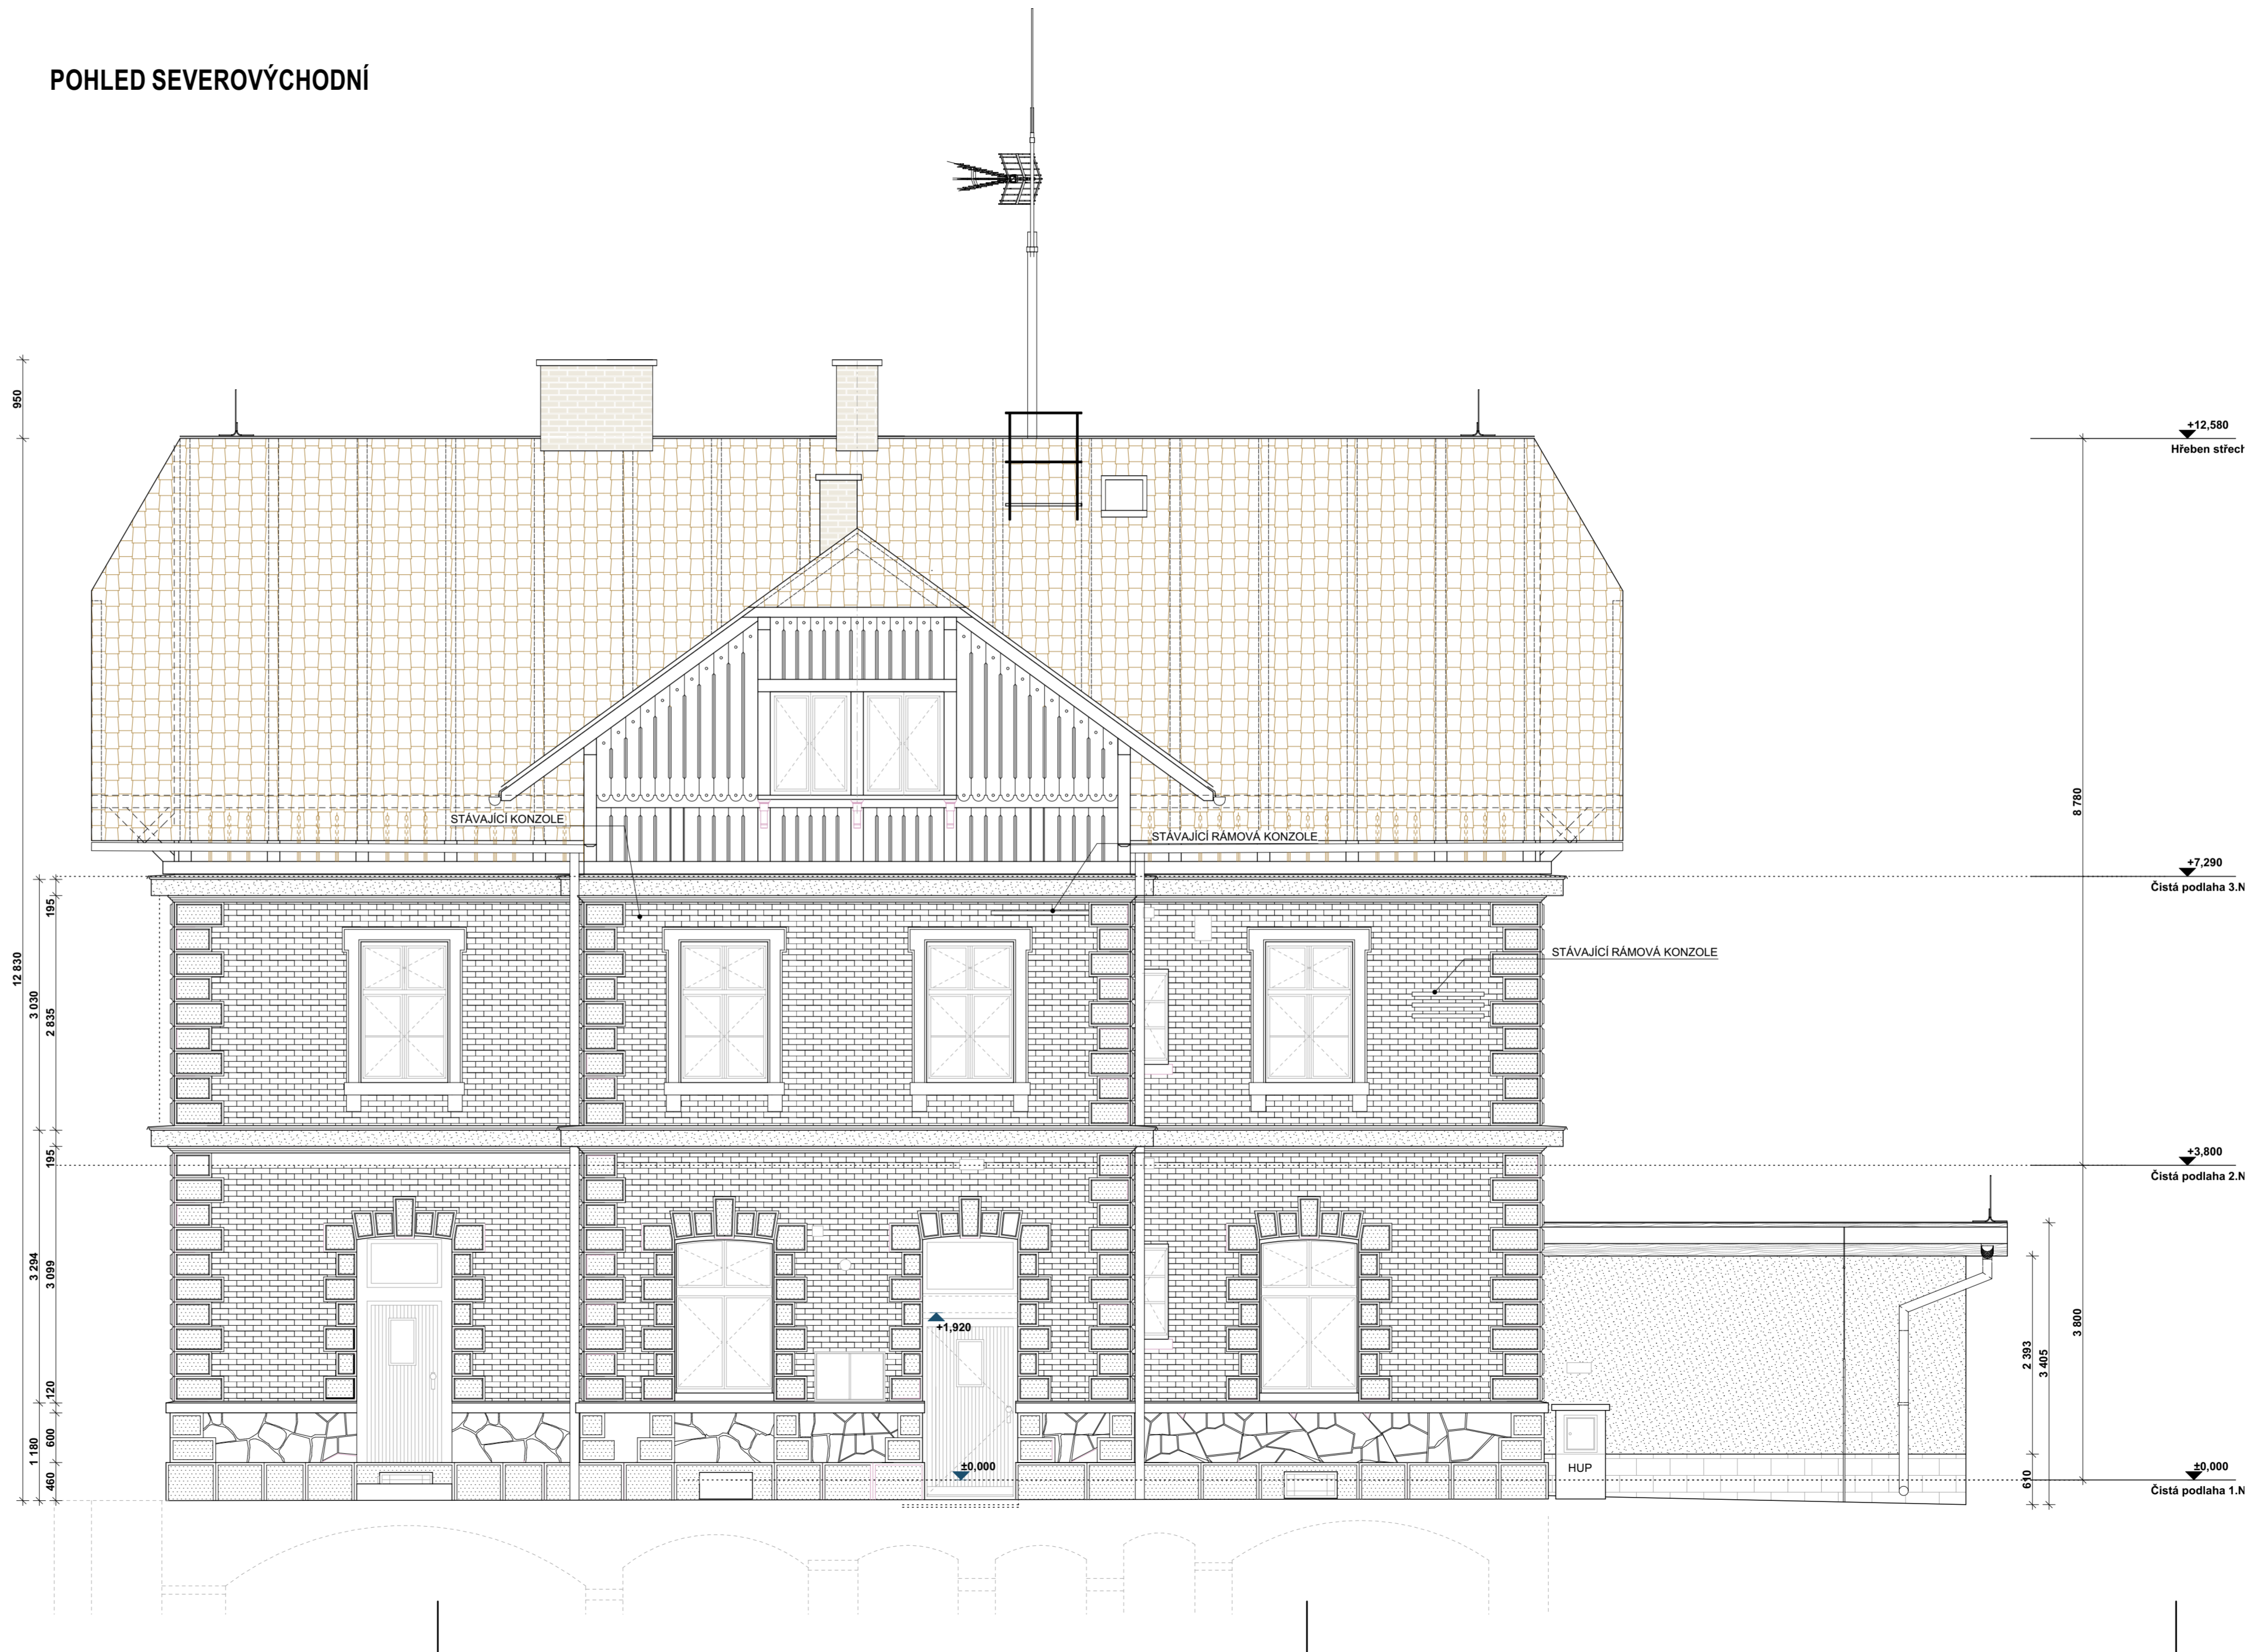 POHLED SEVEROVÝCHODNÍ
950
+12,580
Hřeben střech
STÁVAJÍCÍ KONZOLE
STÁVAJÍCÍ RÁMOVÁ KONZOLE
8 780
+7,290
Čistá podlaha 3.N
195
12 830
3 030
2 835
STÁVAJÍCÍ RÁMOVÁ KONZOLE
195
+3,800
Čistá podlaha 2.N
3 294
3 099
+1,920
3 800
2 393
3 405
120
1 180
600
460
HUP
±0,000
610
±0,000
Čistá podlaha 1.N